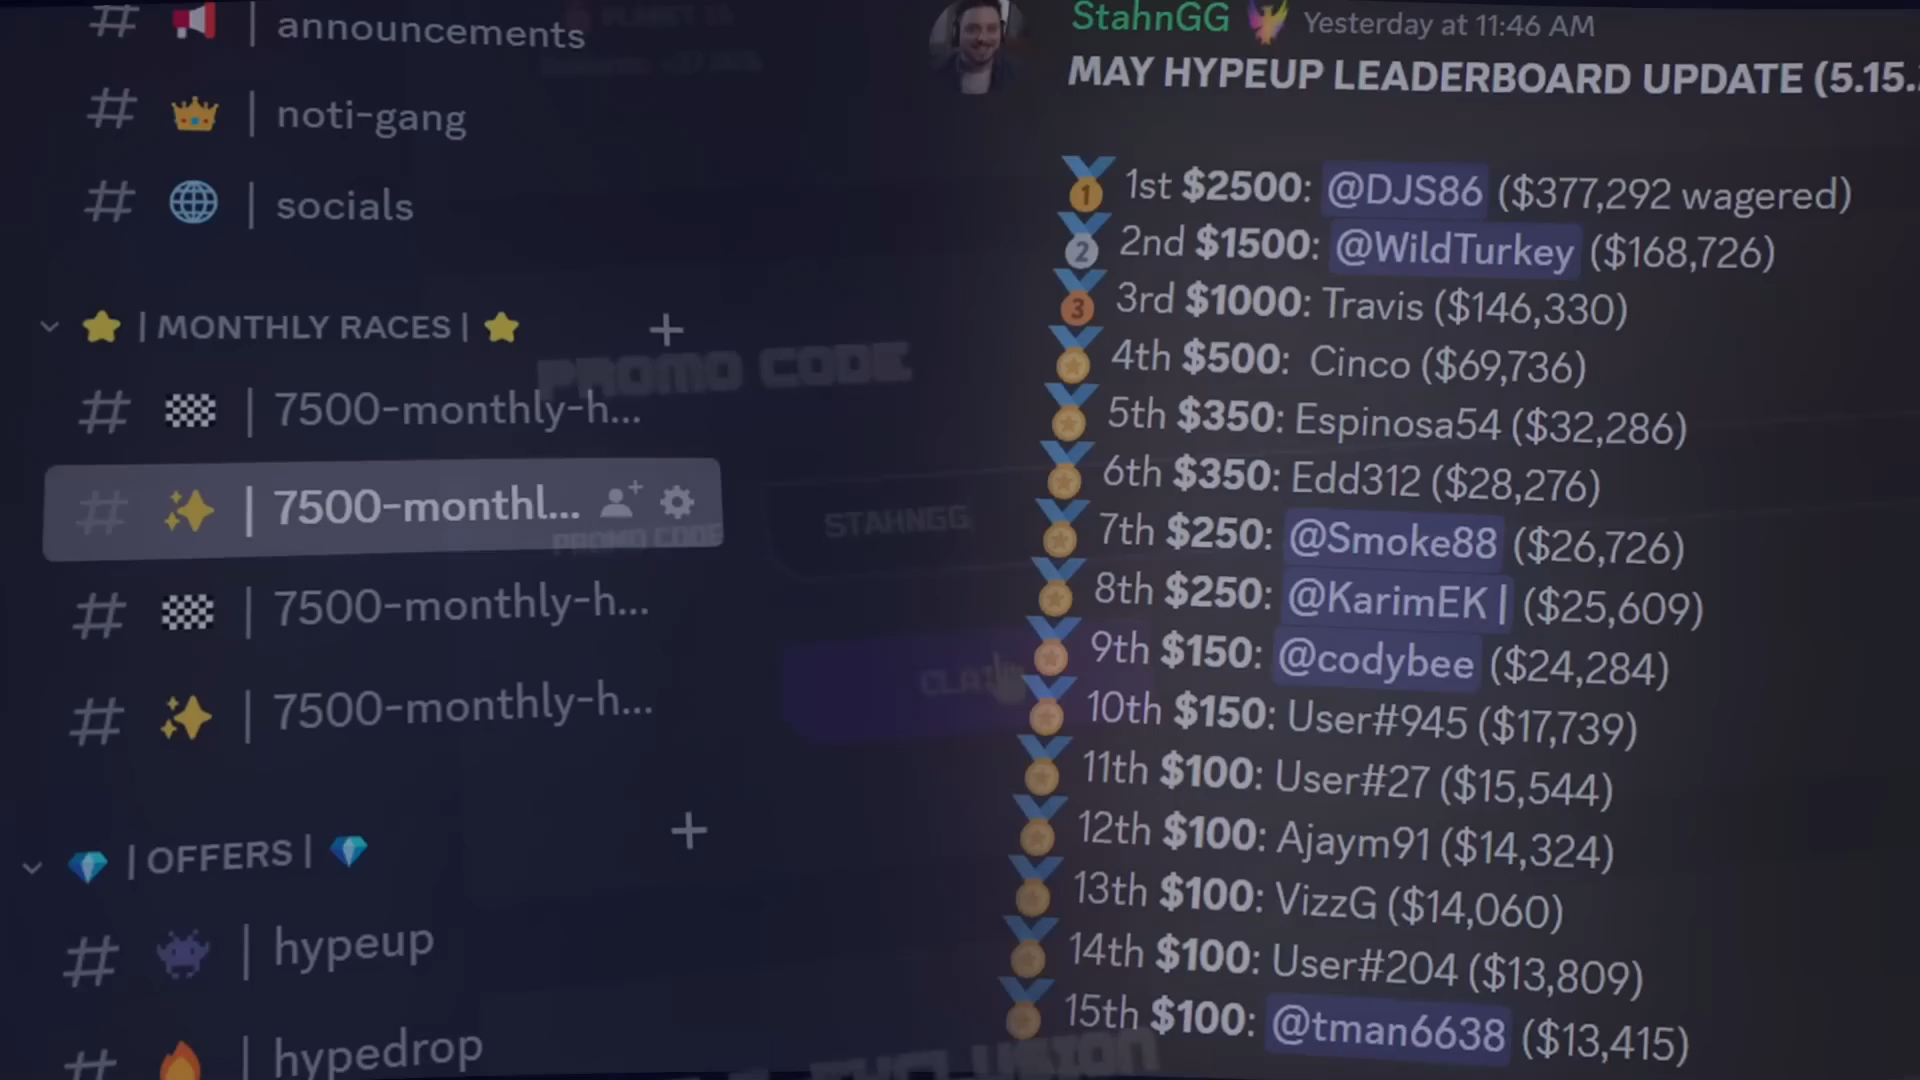 # | announcements
# | noti-gang
# | socials
| MONTHLY RACES | +
# | 7500-monthly-h...
# | 7500-monthl...
# | 7500-monthly-h...
# | 7500-monthly-h...
| OFFERS | +
# | hypeup
# | hypedrop
PROMO CODE
PROMO CODE
STAHNGG
StahnGG Yesterday at 11:46 AM
MAY HYPEUP LEADERBOARD UPDATE (5.15.
1 1st $2500: @DJS86 ($377,292 wagered)
2 2nd $1500: @WildTurkey ($168,726)
3 3rd $1000: Travis ($146,330)
4th $500: Cinco ($69,736)
5th $350: Espinosa54 ($32,286)
6th $350: Edd312 ($28,276)
7th $250: @Smoke88 ($26,726)
8th $250: @KarimEK | ($25,609)
9th $150: @codybee ($24,284)
10th $150: User#945 ($17,739)
11th $100: User#27 ($15,544)
12th $100: Ajaym91 ($14,324)
13th $100: VizzG ($14,060)
14th $100: User#204 ($13,809)
15th $100: @tman6638 ($13,415)